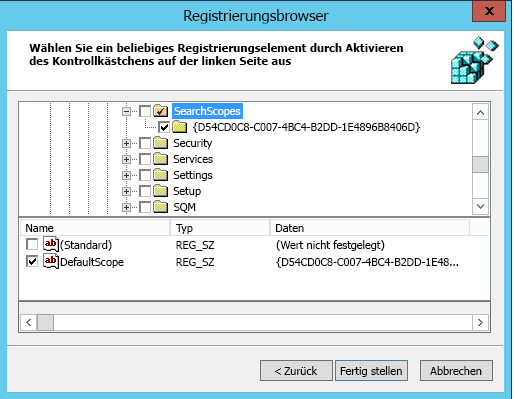 Registrierungsbrowser
x
Wählen Sie ein beliebiges Registrierungselement durch Aktivieren
des Kontrollkästchens auf der linken Seite aus
SearchScopes
{D54CD0C8-C007-4BC4-B2DD-1E4896B8406D}
Security
Services
Settings
Setup
SQM
Name Typ Daten
ab (Standard) REG_SZ (Wert nicht festgelegt)
ab DefaultScope REG_SZ {D54CD0C8-C007-4BC4-B2DD-1E48...
< Zurück Fertig stellen Abbrechen